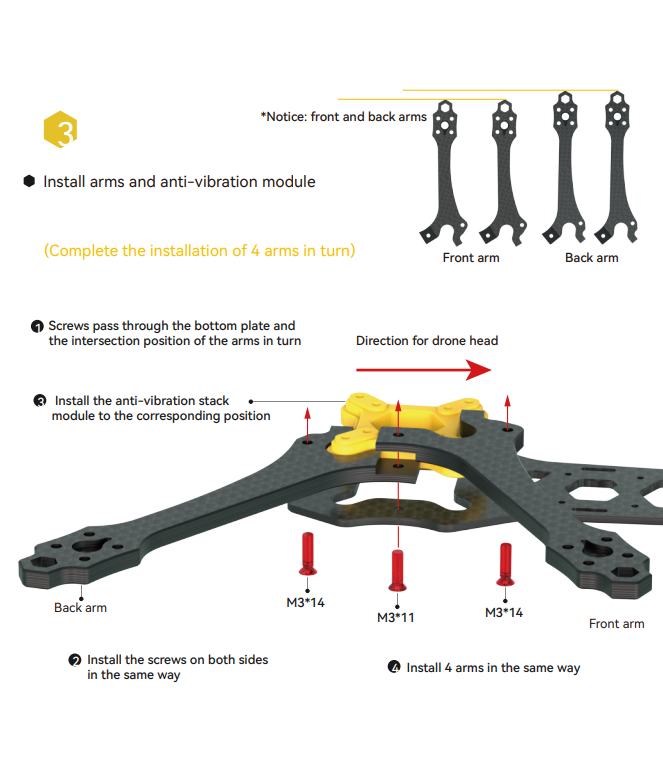 3
*Notice: front and back arms
Install arms and anti-vibration module
(Complete the installation of 4 arms in turn)
Front arm
Back arm
1 Screws pass through the bottom plate and
the intersection position of the arms in turn
Direction for drone head
3 Install the anti-vibration stack
module to the corresponding position
Back arm
M3*14
M3*11
M3*14
Front arm
2 Install the screws on both sides
in the same way
4 Install 4 arms in the same way